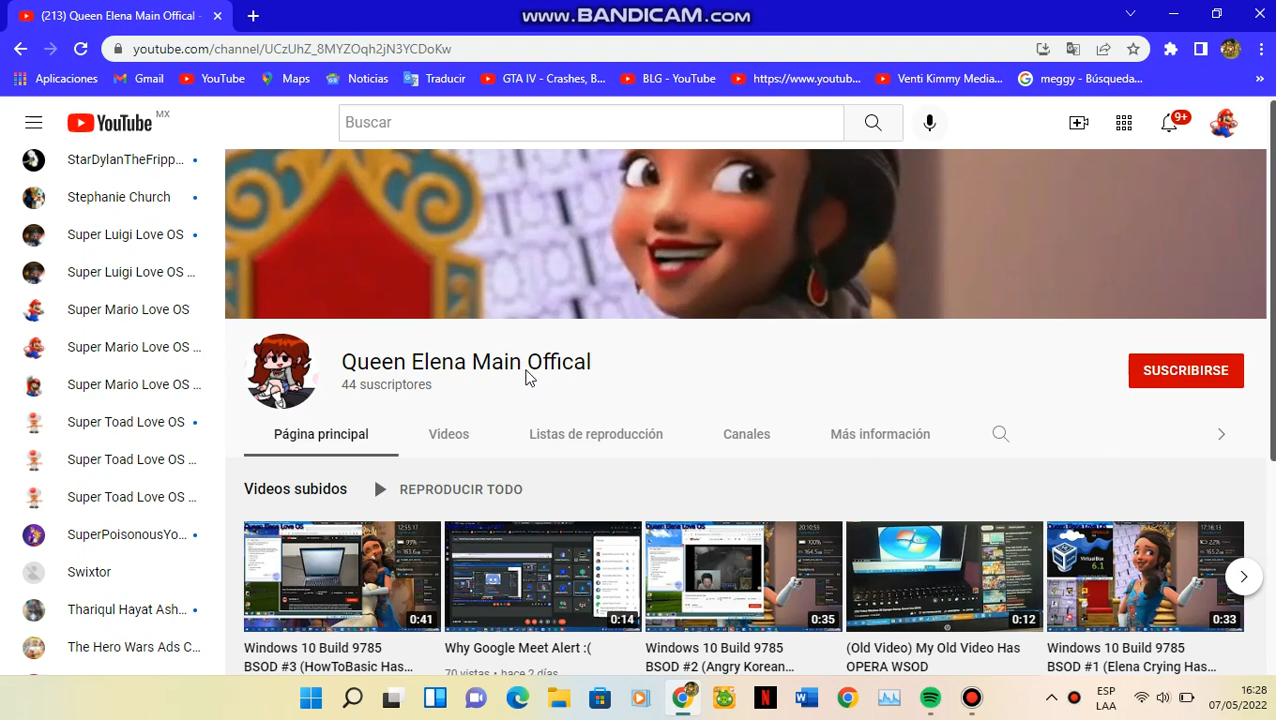 www.BANDICAM.com
(213) Queen Elena Main Offical -
youtube.com/channel/UCzUhZ_8MYZOqh2jN3YCDoKw
Aplicaciones Gmail YouTube Maps Noticias Traducir GTA IV - Crashes, B... BLG - YouTube https://www.youtub... Venti Kimmy Media... meggy - Búsqueda...
YouTube MX
Buscar
9+
StarDylanTheFripp...
Stephanie Church
Super Luigi Love OS
Super Luigi Love OS ...
Super Mario Love OS
Super Mario Love OS ...
Super Mario Love OS ...
Super Toad Love OS
Super Toad Love OS ...
Super Toad Love OS ...
SuperPoisonousYo...
Swixtor
Thariqul Hayat Ash...
The Hero Wars Ads C...
Queen Elena Main Offical
44 suscriptores
SUSCRIBIRSE
Página principal Videos Listas de reproducción Canales Más información
Videos subidos REPRODUCIR TODO
0:41
0:14
0:35
0:12
0:33
Windows 10 Build 9785
BSOD #3 (HowToBasic Has...
Why Google Meet Alert :(
70 vistas • hace 2 días
Windows 10 Build 9785
BSOD #2 (Angry Korean...
(Old Video) My Old Video Has
OPERA WSOD
Windows 10 Build 9785
BSOD #1 (Elena Crying Has...
ESP
LAA
16:28
07/05/2022